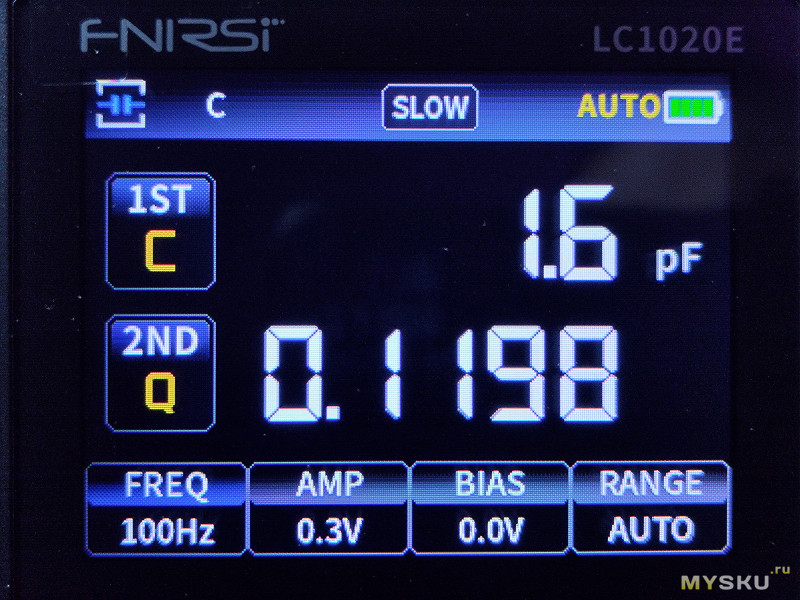 FNIRSI LC1020E
C SLOW AUTO
1ST
C 1.6 pF
2ND
Q 0.1198
FREQ AMP BIAS RANGE
100Hz 0.3V 0.0V AUTO
MYSKU.ru